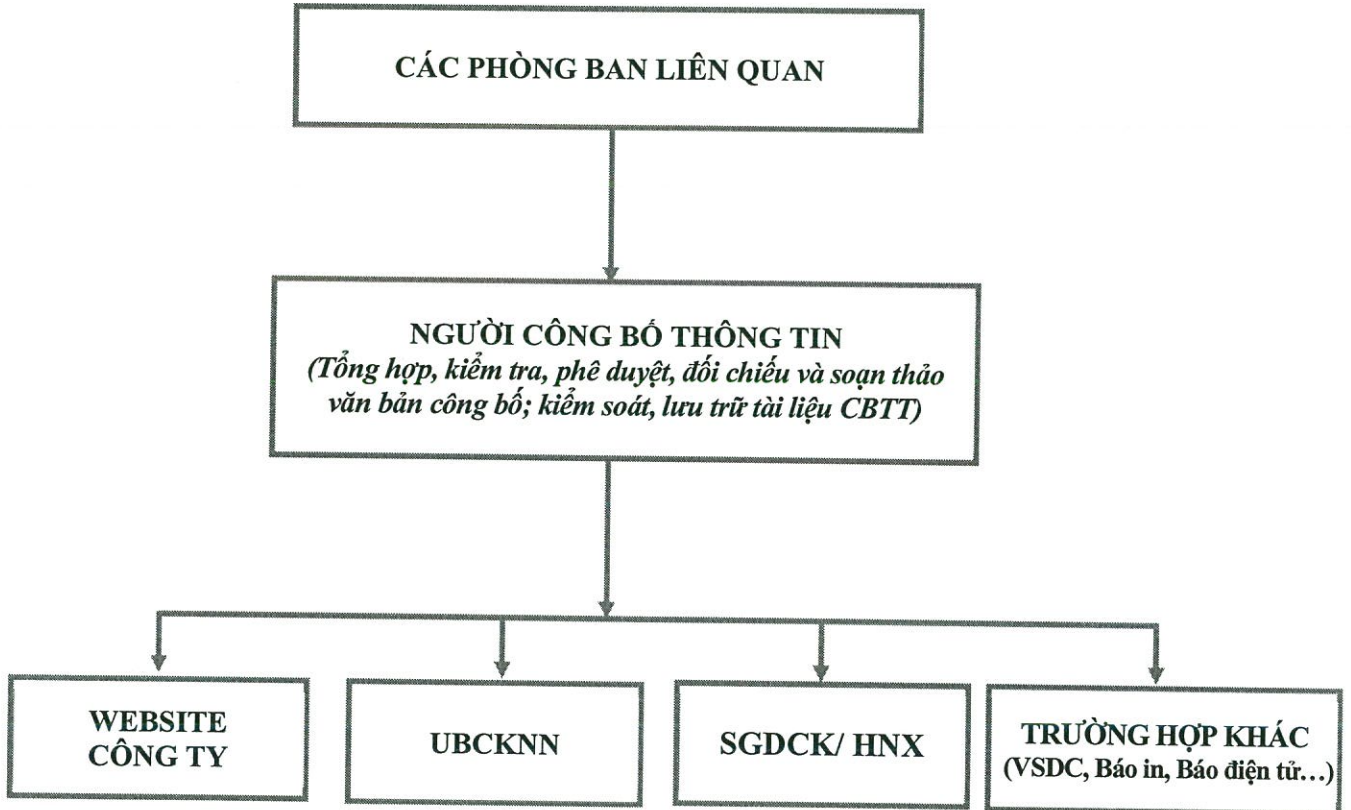 CÁC PHÒNG BAN LIÊN QUAN
NGƯỜI CÔNG BỐ THÔNG TIN
(Tổng hợp, kiểm tra, phê duyệt, đối chiếu và soạn thảo
văn bản công bố; kiểm soát, lưu trữ tài liệu CBTT)
WEBSITE
CÔNG TY
UBCKNN
SGDCK/ HNX
TRƯỜNG HỢP KHÁC
(VSDC, Báo in, Báo điện tử...)